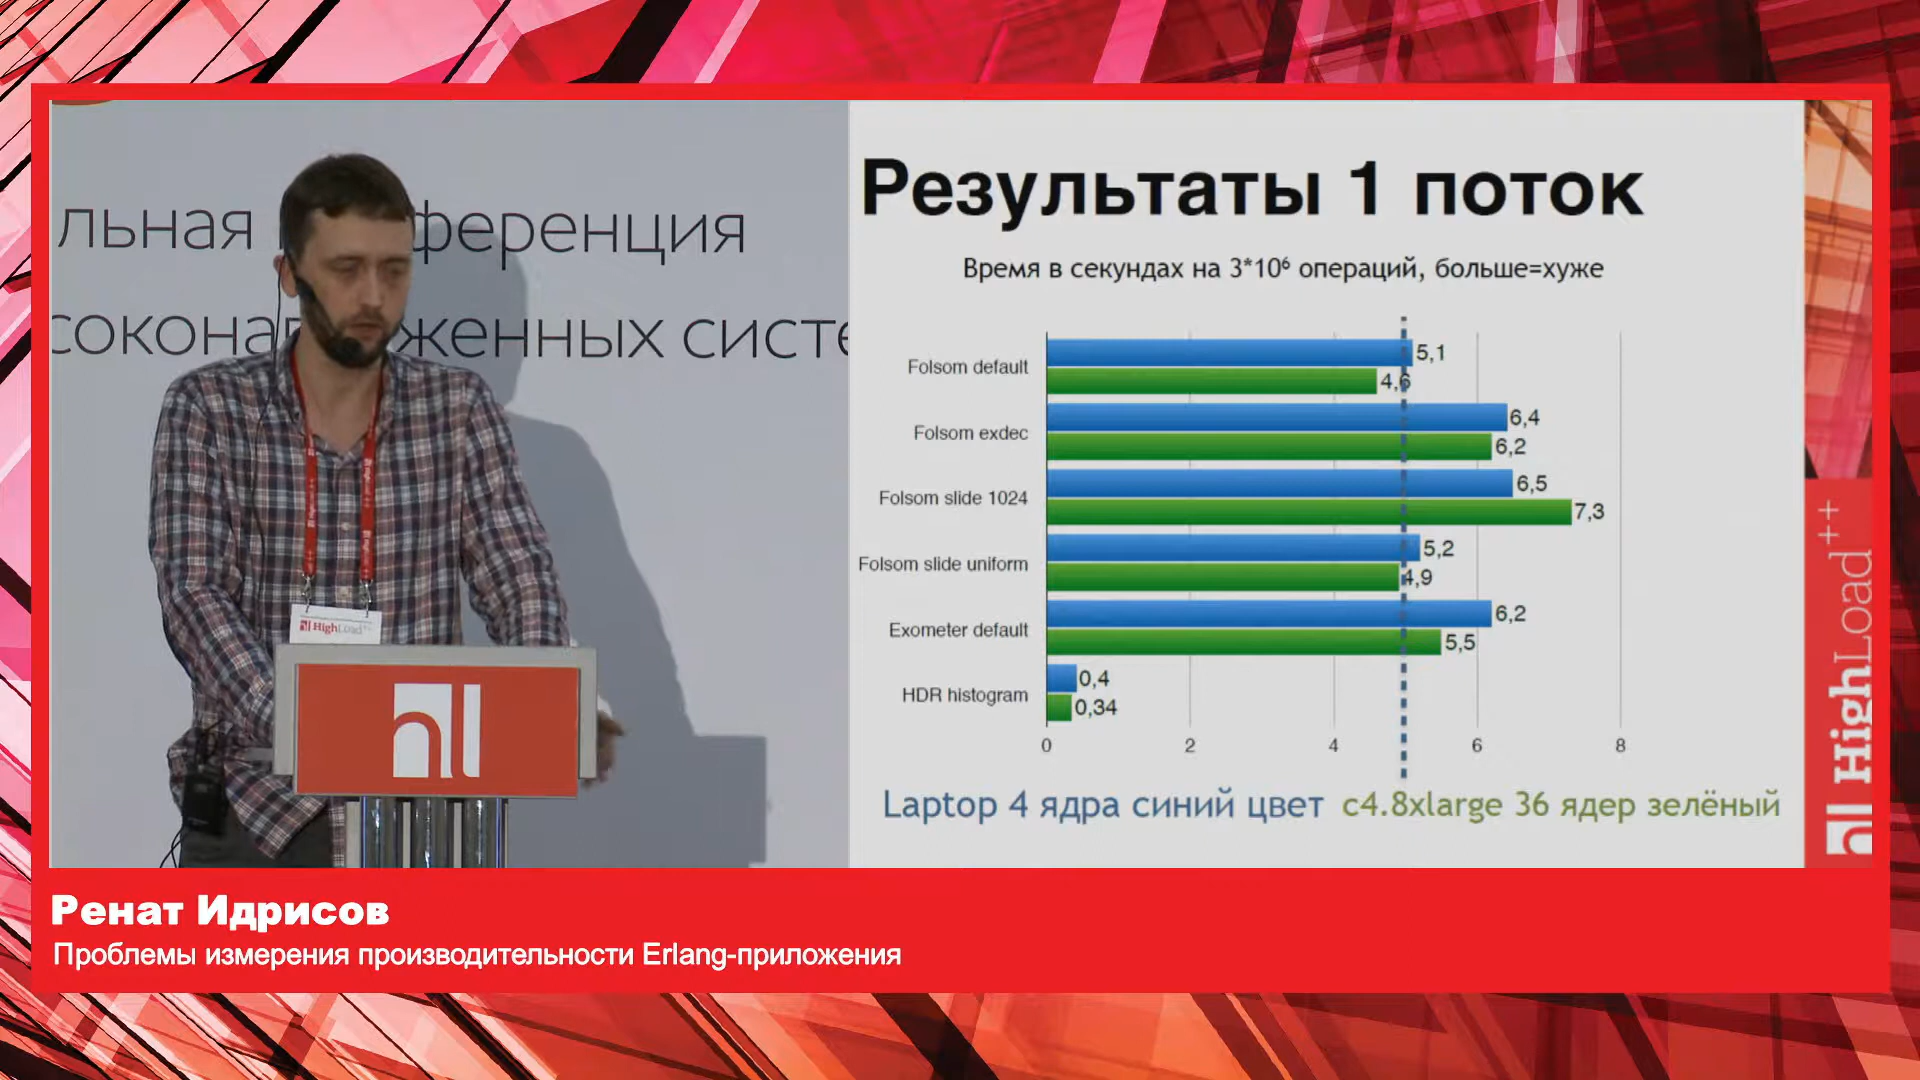 льная конференция
соконагруженных систе
HighLoad++
Результаты 1 поток
Время в секундах на 3*10⁶ операций, больше=хуже
Folsom default
5,1
4,6
Folsom exdec
6,4
6,2
Folsom slide 1024
6,5
7,3
Folsom slide uniform
5,2
4,9
Exometer default
6,2
5,5
HDR histogram
0,4
0,34
0 2 4 6 8
Laptop 4 ядра синий цвет c4.8xlarge 36 ядер зелёный
HighLoad++
Ренат Идрисов
Проблемы измерения производительности Erlang-приложения